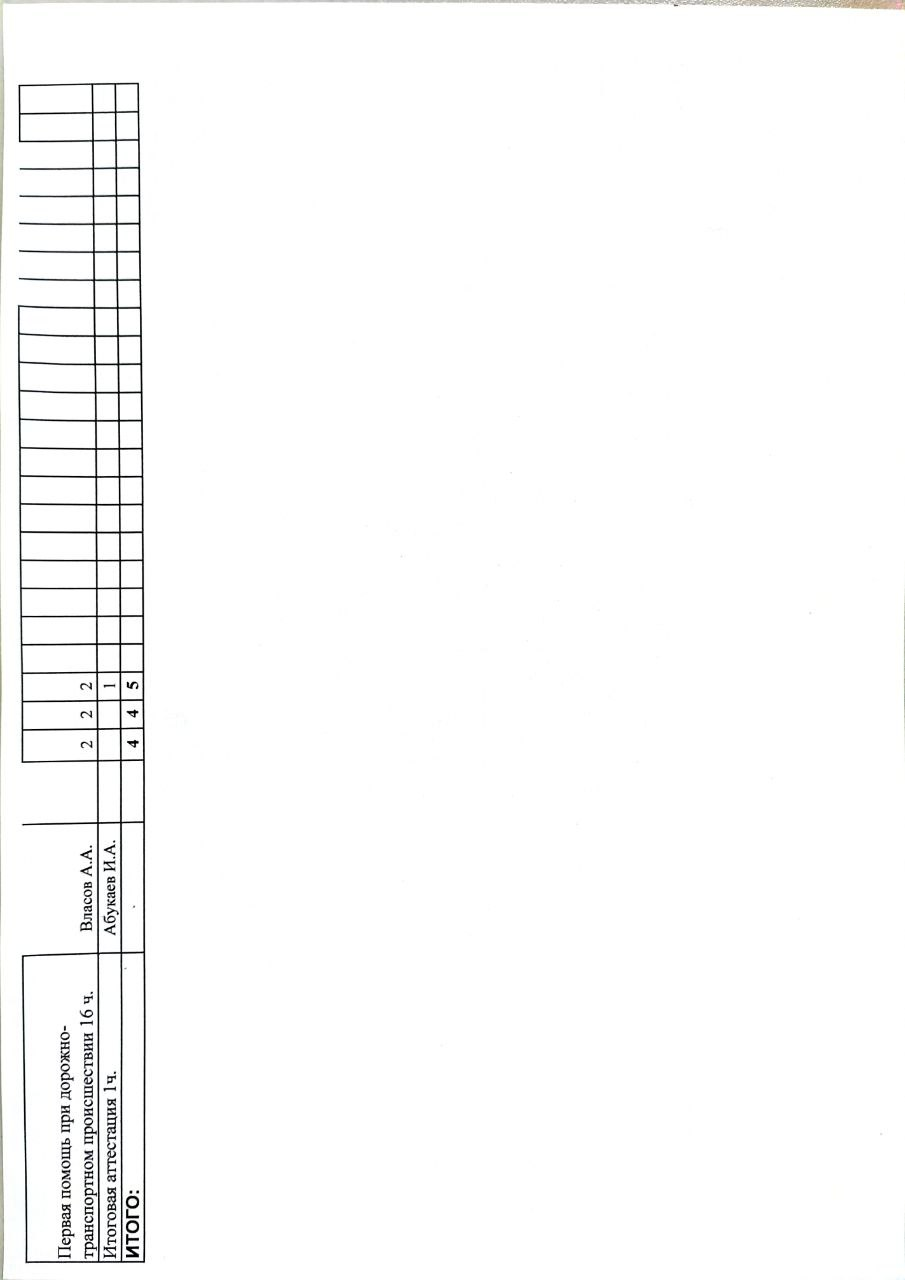 Первая помощь при дорожно-
транспортном происшествии 16 ч. Власов А.А. 2 2 2
Итоговая аттестация 1ч. Абукаев И.А. 1
ИТОГО: 4 4 5